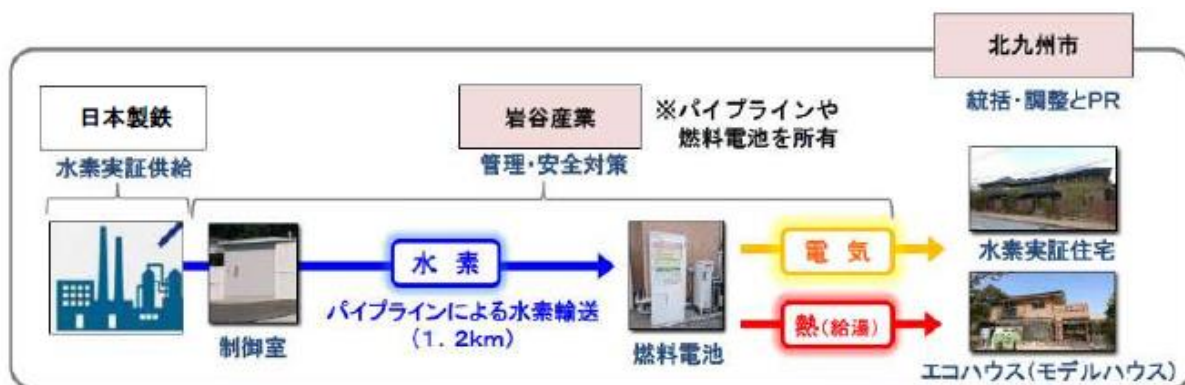 北九州市
統括・調整とPR
日本製鉄
水素実証供給
岩谷産業
管理・安全対策
※パイプラインや
燃料電池を所有
水素
パイプラインによる水素輸送
(1.2km)
制御室
燃料電池
電気
熱(給湯)
水素実証住宅
エコハウス(モデルハウス)